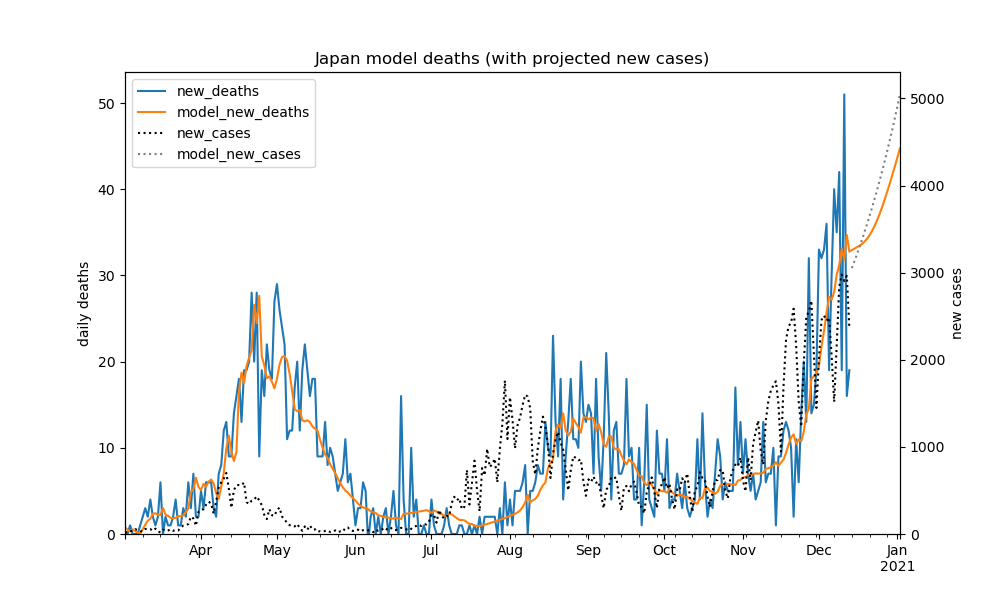 Japan model deaths (with projected new cases)
new_deaths
model_new_deaths
new_cases
model_new_cases
daily deaths
0
10
20
30
40
50
new cases
0
1000
2000
3000
4000
5000
Apr
May
Jun
Jul
Aug
Sep
Oct
Nov
Dec
Jan
2021